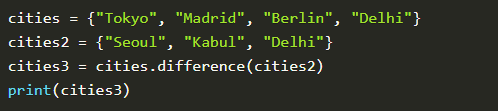 cities = {"Tokyo", "Madrid", "Berlin", "Delhi"}
cities2 = {"Seoul", "Kabul", "Delhi"}
cities3 = cities.difference(cities2)
print(cities3)